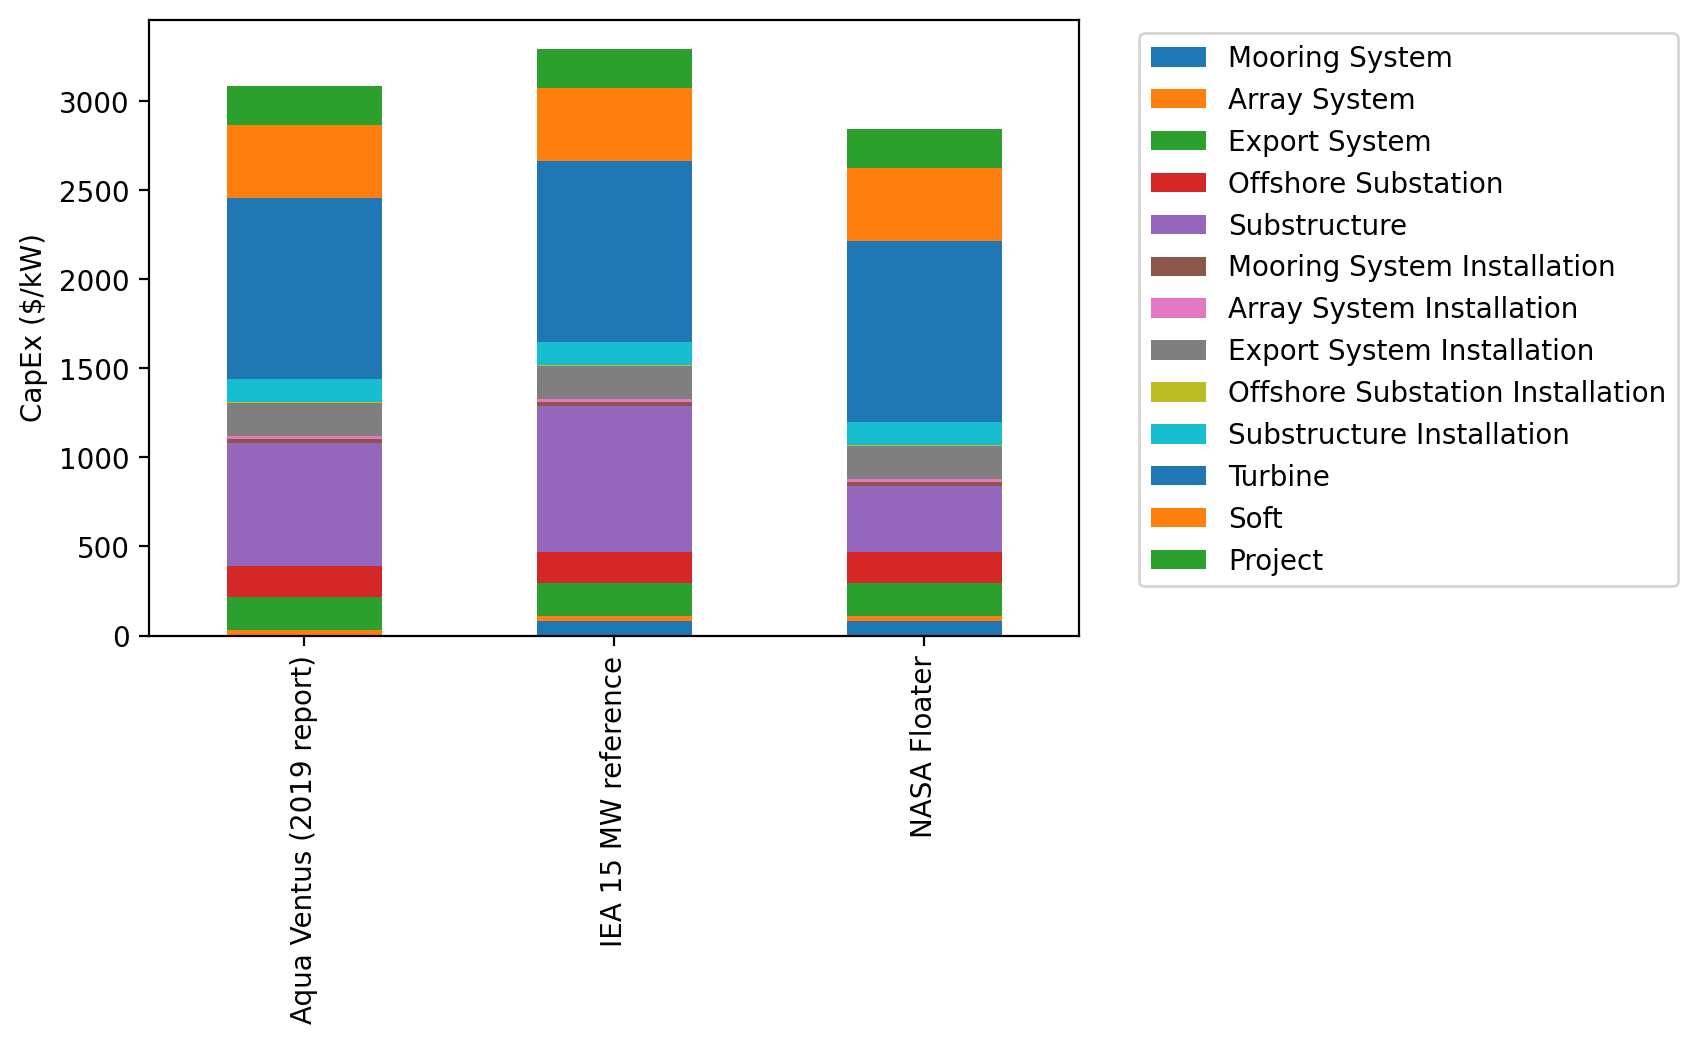 CapEx ($/kW)
3000
2500
2000
1500
1000
500
0
Aqua Ventus (2019 report)
IEA 15 MW reference
NASA Floater
Mooring System
Array System
Export System
Offshore Substation
Substructure
Mooring System Installation
Array System Installation
Export System Installation
Offshore Substation Installation
Substructure Installation
Turbine
Soft
Project